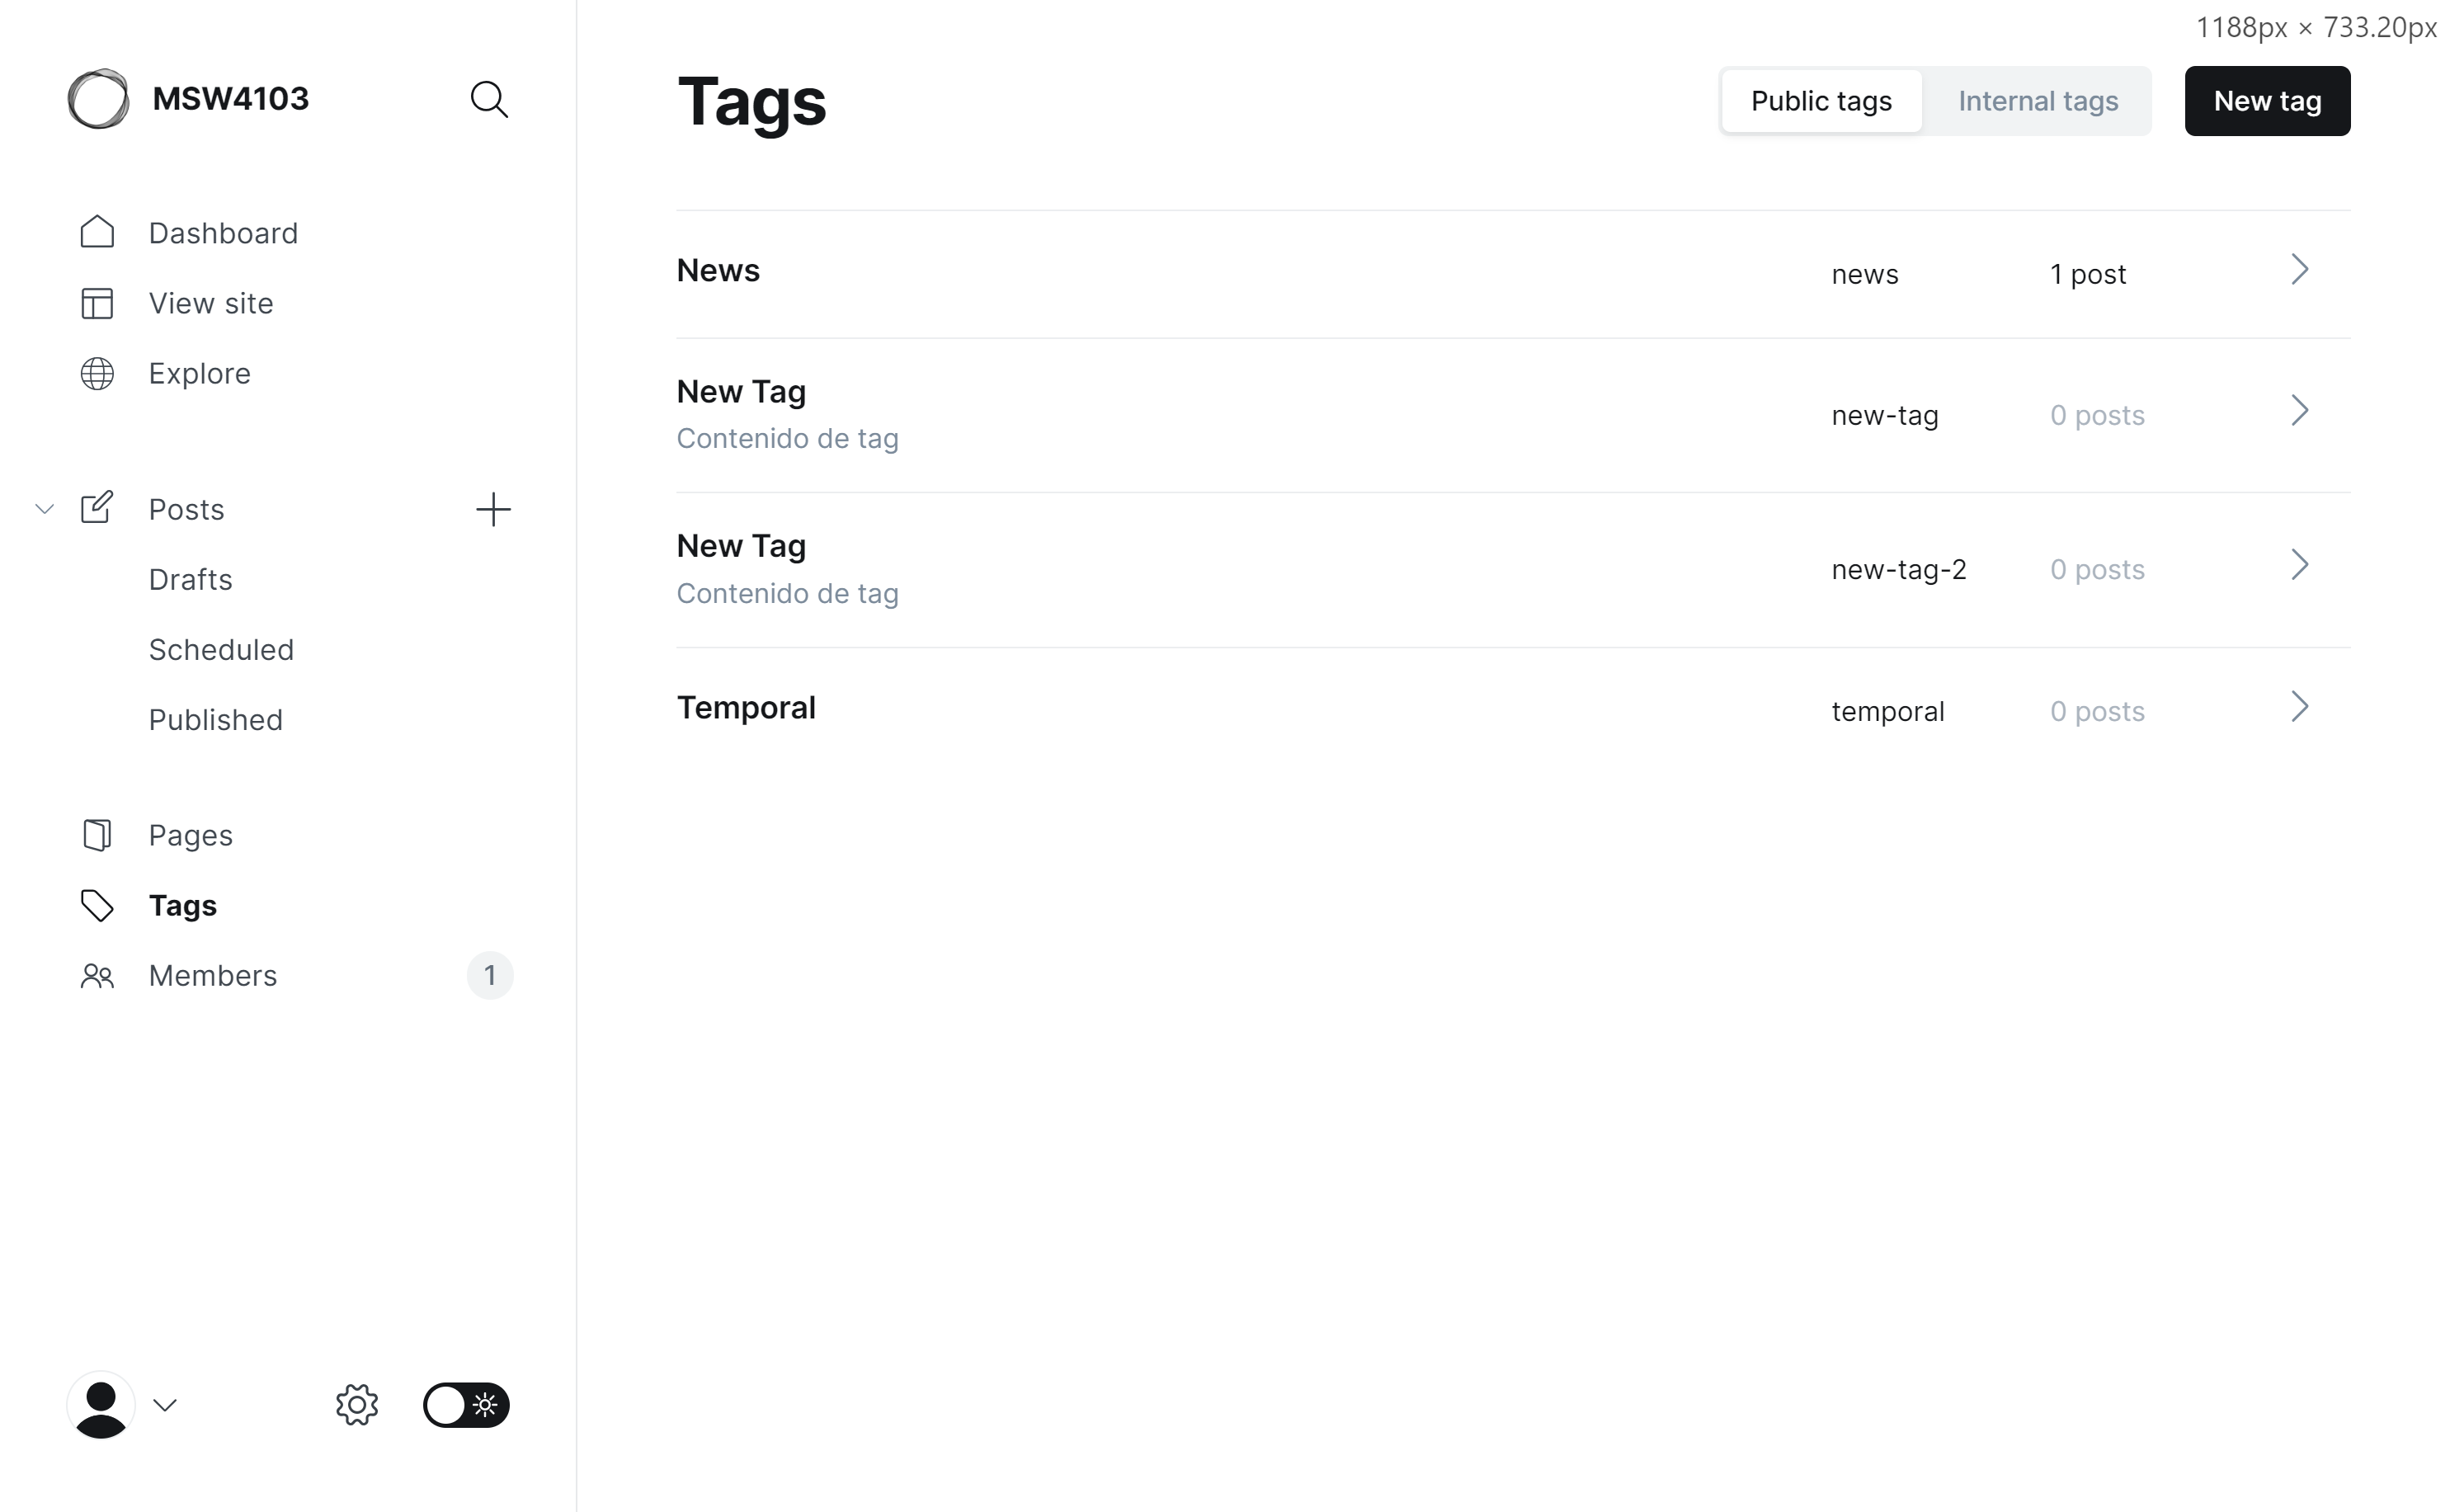 1188px × 733.20px
MSW4103
Dashboard
View site
Explore
Posts
Drafts
Scheduled
Published
Pages
Tags
Members 1
Tags
Public tags Internal tags New tag
News news 1 post
New Tag
Contenido de tag
new-tag 0 posts
New Tag
Contenido de tag
new-tag-2 0 posts
Temporal temporal 0 posts